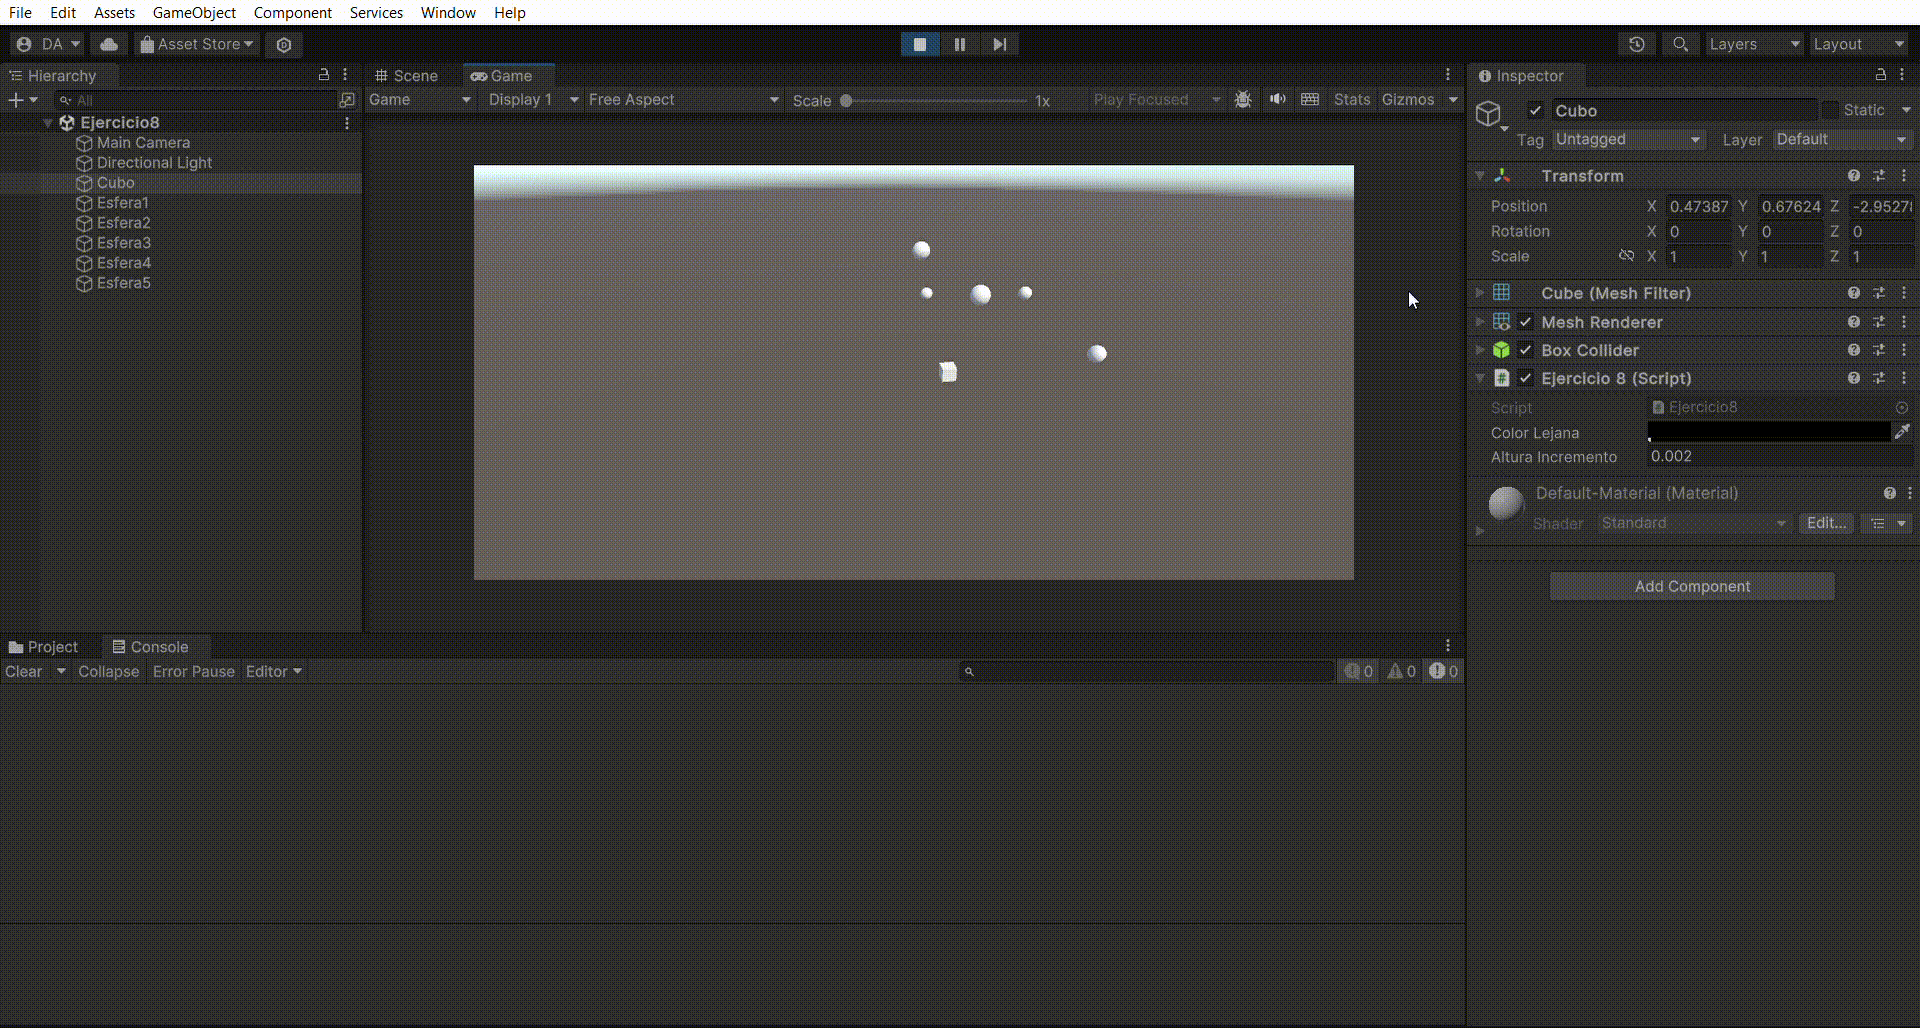 File Edit Assets GameObject Component Services Window Help
DA Asset Store Layers Layout
Hierarchy
All
Ejercicio8
Main Camera
Directional Light
Cubo
Esfera1
Esfera2
Esfera3
Esfera4
Esfera5
Scene Game
Game Display 1 Free Aspect Scale 1x Play Focused Stats Gizmos
Inspector
Cubo Static
Tag Untagged Layer Default
Transform
Position X 0.47387 Y 0.67624 Z -2.9527
Rotation X 0 Y 0 Z 0
Scale X 1 Y 1 Z 1
Cube (Mesh Filter)
Mesh Renderer
Box Collider
Ejercicio 8 (Script)
Script Ejercicio8
Color Lejana
Altura Incremento 0.002
Default-Material (Material)
Shader Standard Edit...
Add Component
Project Console
Clear Collapse Error Pause Editor 0 0 0